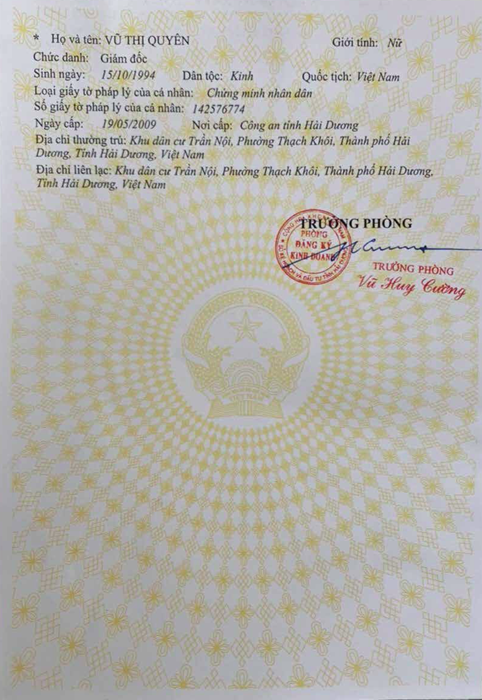 * Họ và tên: VŨ THỊ QUYÊN Giới tính: Nữ
Chức danh: Giám đốc
Sinh ngày: 15/10/1994 Dân tộc: Kinh Quốc tịch: Việt Nam
Loại giấy tờ pháp lý của cá nhân: Chứng minh nhân dân
Số giấy tờ pháp lý của cá nhân: 142576774
Ngày cấp: 19/05/2009 Nơi cấp: Công an tỉnh Hải Dương
Địa chỉ thường trú: Khu dân cư Trần Nội, Phường Thạch Khôi, Thành phố Hải
Dương, Tỉnh Hải Dương, Việt Nam
Địa chỉ liên lạc: Khu dân cư Trần Nội, Phường Thạch Khôi, Thành phố Hải Dương,
Tỉnh Hải Dương, Việt Nam
TRƯỞNG PHÒNG
PHÒNG
ĐĂNG KÝ
KINH DOANH
TRƯỞNG PHÒNG
Vũ Huy Cường